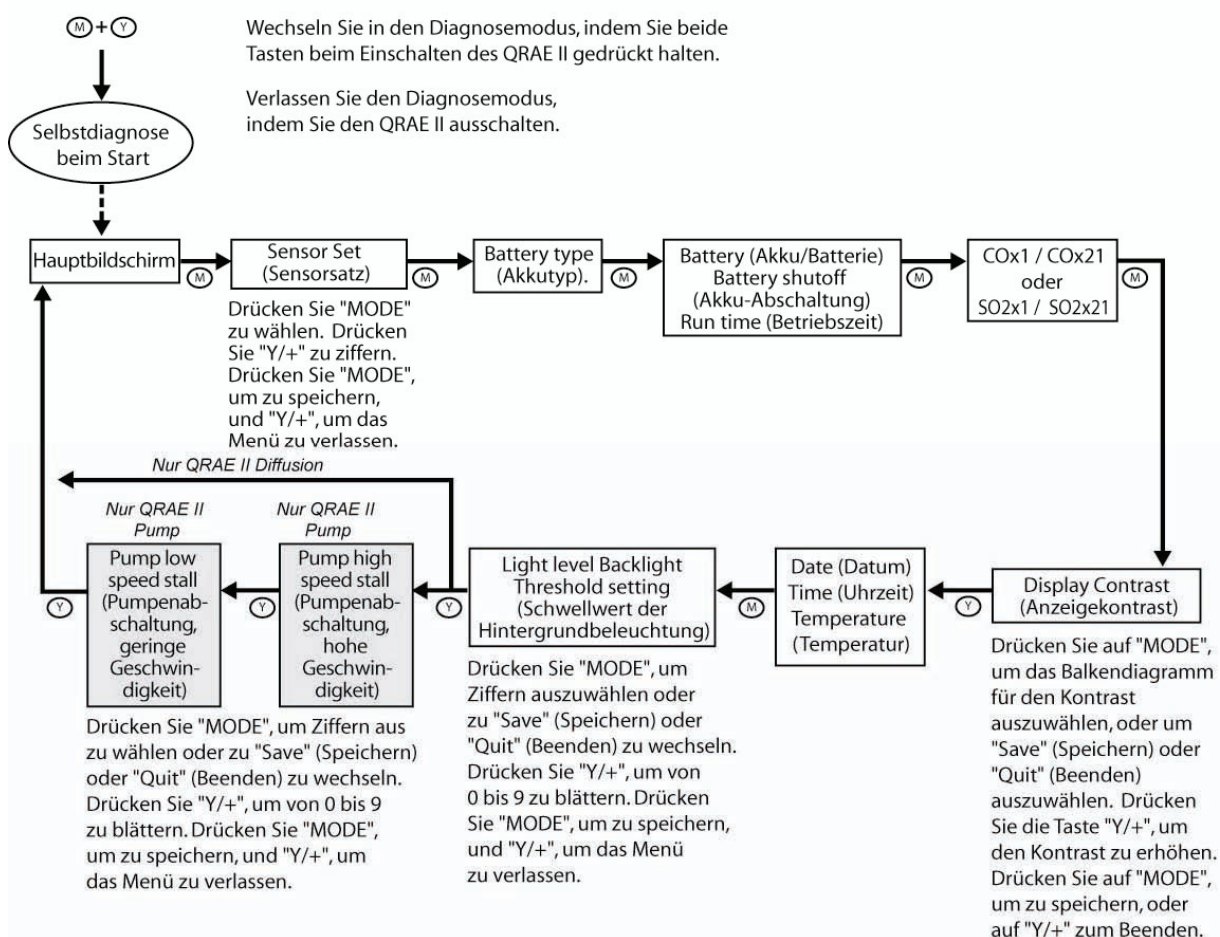 M + Y
Wechseln Sie in den Diagnosemodus, indem Sie beide
Tasten beim Einschalten des QRAE II gedrückt halten.
Verlassen Sie den Diagnosemodus,
indem Sie den QRAE II ausschalten.
Selbstdiagnose
beim Start
Hauptbildschirm
M
Sensor Set
(Sensorsatz)
M
Battery type
(Akkutyp).
M
Battery (Akku/Batterie)
Battery shutoff
(Akku-Abschaltung)
Run time (Betriebszeit)
M
COx1 / COx21
oder
SO2x1 / SO2x21
M
Drücken Sie "MODE"
zu wählen. Drücken
Sie "Y/+" zu ziffern.
Drücken Sie "MODE",
um zu speichern,
und "Y/+", um das
Menü zu verlassen.
Nur QRAE II Diffusion
Nur QRAE II
Pump
Nur QRAE II
Pump
Y
Pump low
speed stall
(Pumpenab-
schaltung,
geringe
Geschwin-
digkeit)
Y
Pump high
speed stall
(Pumpenab-
schaltung,
hohe
Geschwin-
digkeit)
Y
Light level Backlight
Threshold setting
(Schwellwert der
Hintergrundbeleuchtung)
M
Date (Datum)
Time (Uhrzeit)
Temperature
(Temperatur)
Y
Display Contrast
(Anzeigekontrast)
Drücken Sie "MODE", um Ziffern aus
zu wählen oder zu "Save" (Speichern)
oder "Quit" (Beenden) zu wechseln.
Drücken Sie "Y/+", um von 0 bis 9
zu blättern. Drücken Sie "MODE",
um zu speichern, und "Y/+", um
das Menü zu verlassen.
Drücken Sie "MODE", um
Ziffern auszuwählen oder
zu "Save" (Speichern) oder
"Quit" (Beenden) zu wechseln.
Drücken Sie "Y/+", um von
0 bis 9 zu blättern. Drücken
Sie "MODE", um zu speichern,
und "Y/+", um das Menü
zu verlassen.
Drücken Sie auf "MODE",
um das Balkendiagramm
für den Kontrast
auszuwählen, oder um
"Save" (Speichern) oder
"Quit" (Beenden)
auszuwählen. Drücken
Sie die Taste "Y/+", um
den Kontrast zu erhöhen.
Drücken Sie auf "MODE",
um zu speichern, oder
auf "Y/+" zum Beenden.